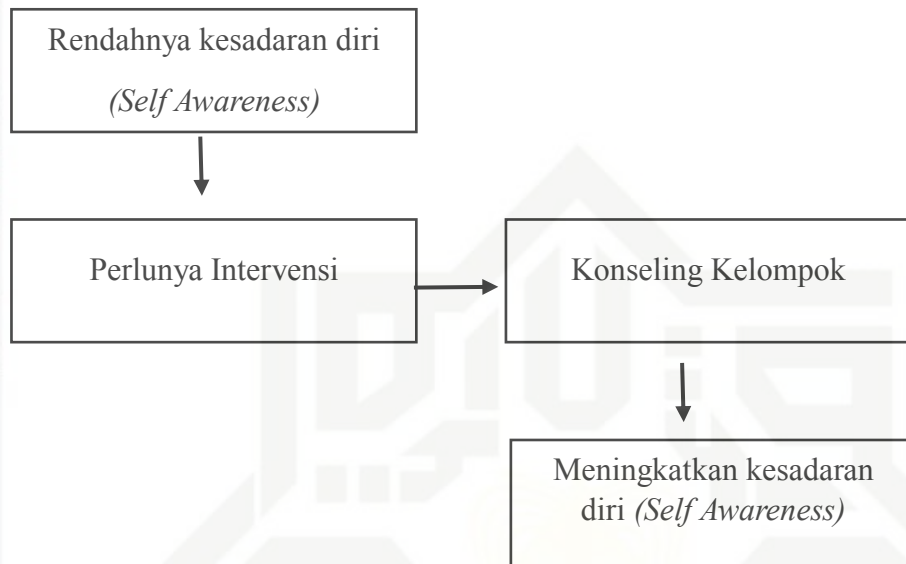 Rendahnya kesadaran diri
(Self Awareness)
Perlunya Intervensi
Konseling Kelompok
Meningkatkan kesadaran
diri (Self Awareness)